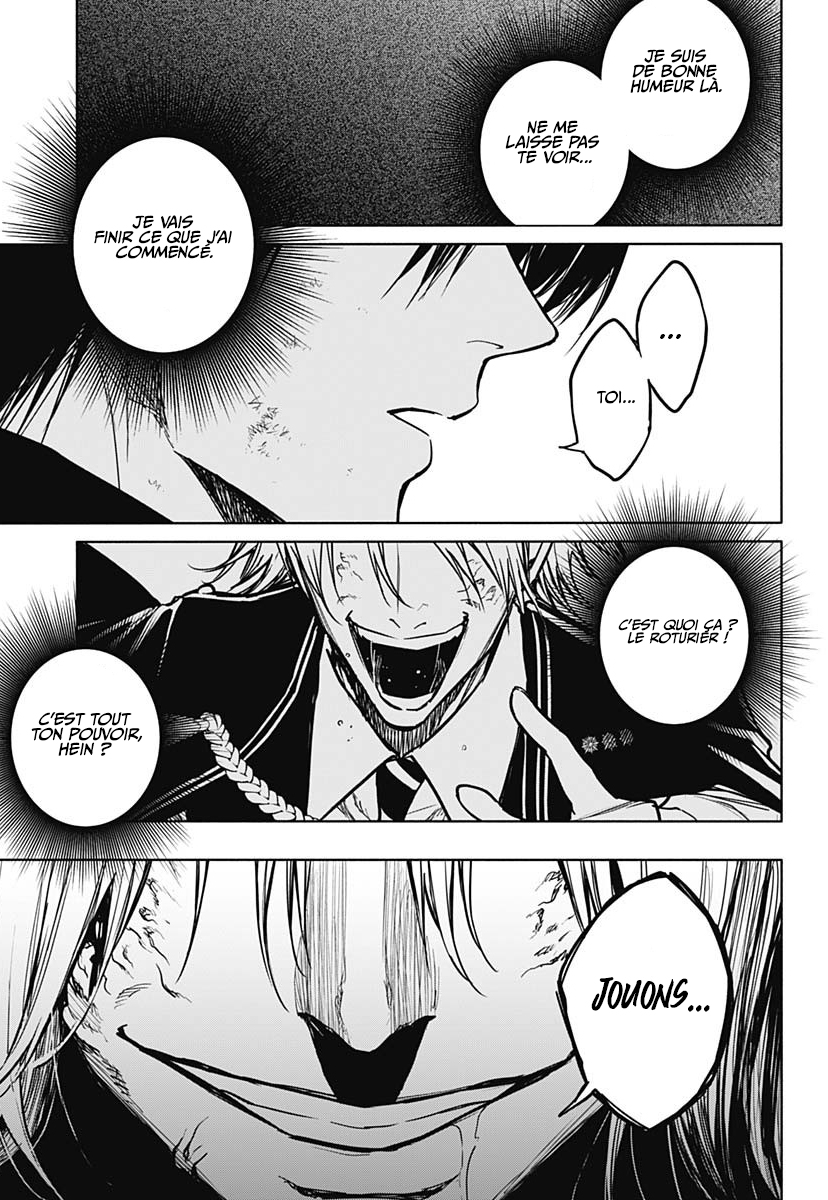 JE SUIS
DE BONNE
HUMEUR LÀ.
NE ME
LAISSE PAS
TE VOIR...
JE VAIS
FINIR CE QUE J'AI
COMMENCÉ.
...
TOI...
C'EST QUOI ÇA ?
LE ROTURIER !
C'EST TOUT
TON POUVOIR,
HEIN ?
JOUONS...